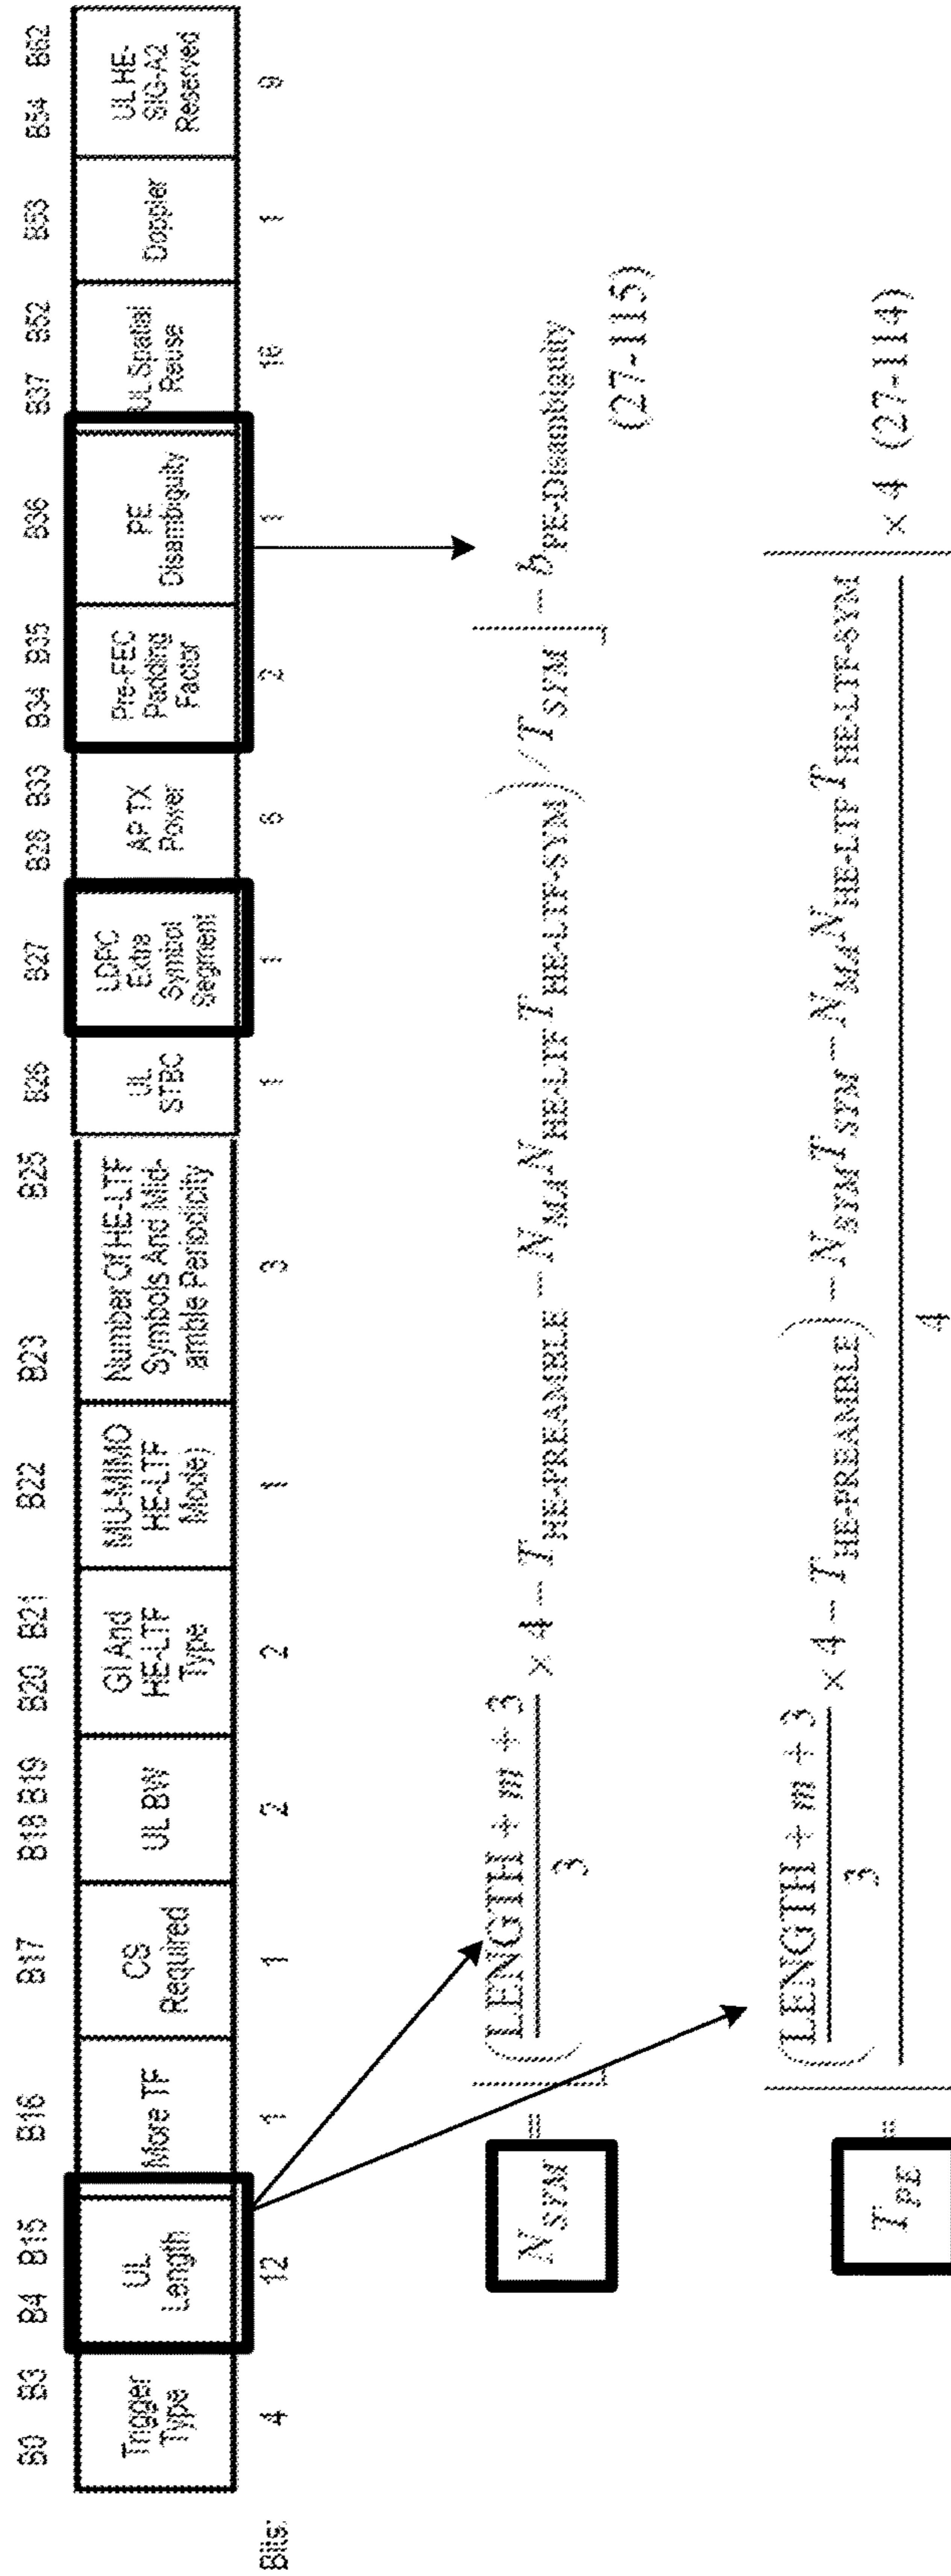 B0 B3 B4 B15 B16 B17 B18 B19 B20 B21 B22 B23 B25 B26 B27 B28 B33 B34 B35 B36 B37 B52 B53 B54 B62
Trigger
Type
UL
Length
More TF
CS
Required
UL BW
GI And
HE-LTF
Type
MU-MIMO
HE-LTF
Mode)
Number Of HE-LTF
Symbols And Mid-
amble Periodicity
UL
STBC
LDPC
Extra
Symbol
Segment
AP TX
Power
Pre-FEC
Padding
Factor
PE
Disambiguity
UL Spatial
Reuse
Doppler
UL HE-
SIG-A2
Reserved
Bits: 4 12 1 1 2 2 1 3 1 1 6 2 1 16 1 9
N_SYM = ⌊((LENGTH + m + 3)/3 × 4 − T_HE-PREAMBLE − N_MA N_HE-LTF T_HE-LTF-SYM)/T_SYM⌋ − b_PE-Disambiguity
(27-115)
T_PE = ⌊(((LENGTH + m + 3)/3 × 4 − T_HE-PREAMBLE) − N_SYM T_SYM − N_MA N_HE-LTF T_HE-LTF-SYM)/4⌋ × 4 (27-114)